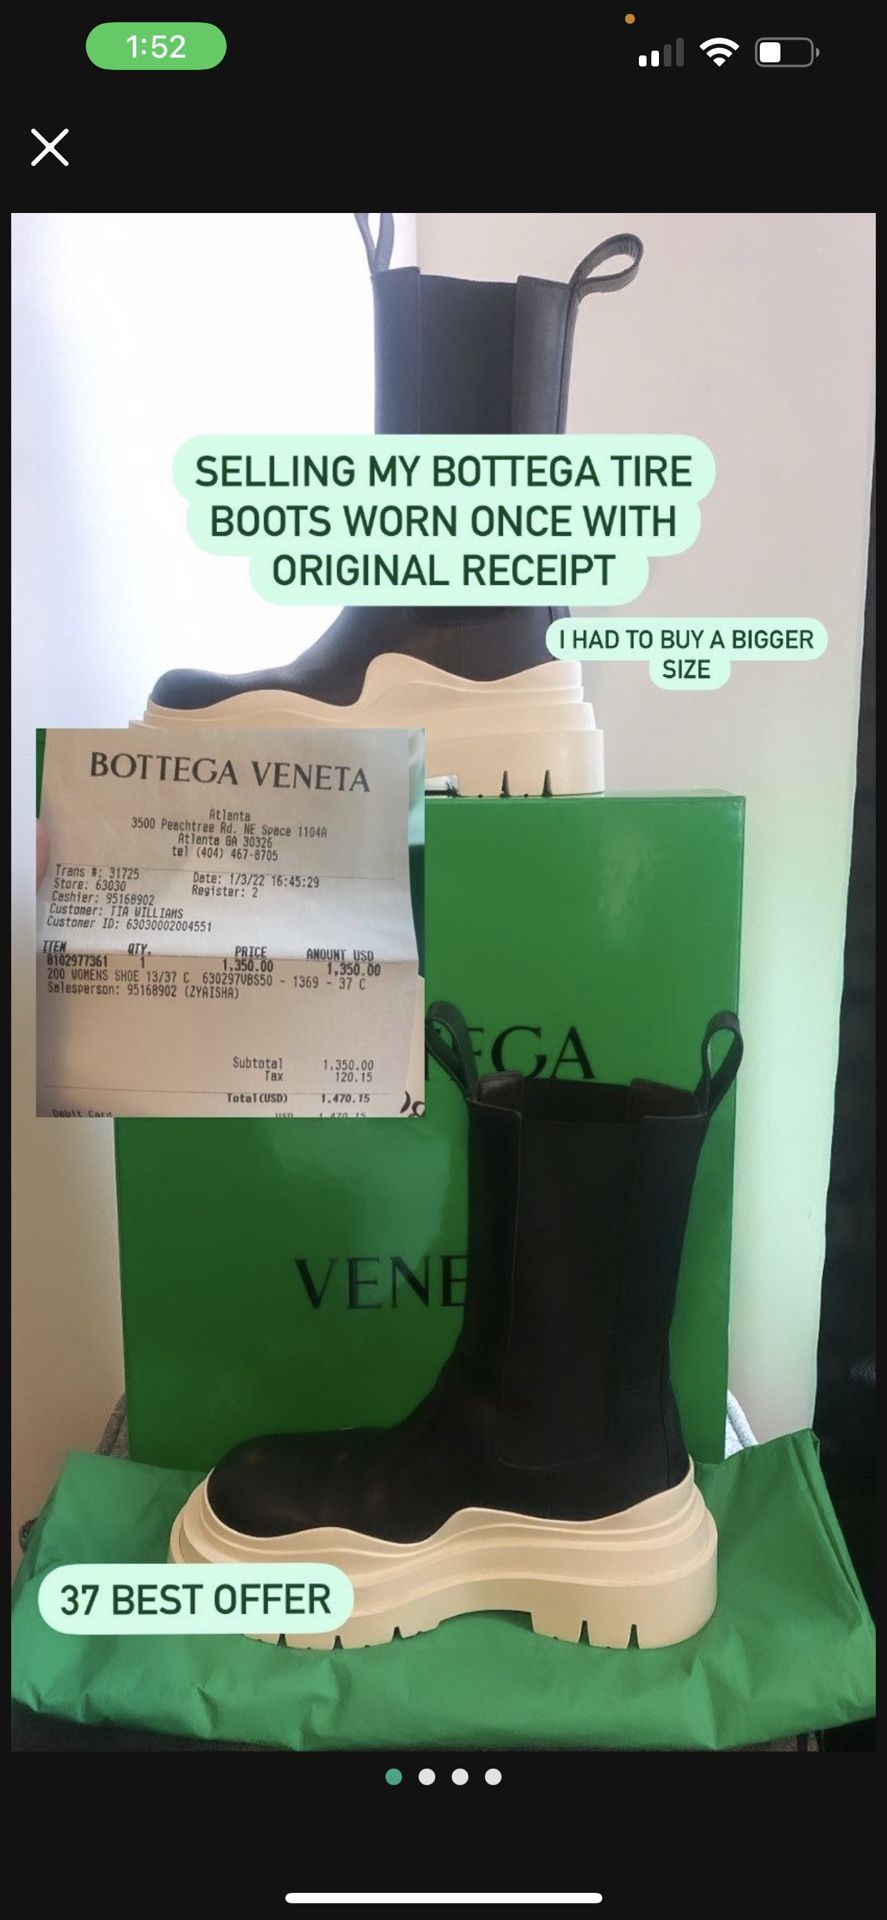 1:52
SELLING MY BOTTEGA TIRE
BOOTS WORN ONCE WITH
ORIGINAL RECEIPT
I HAD TO BUY A BIGGER
SIZE
BOTTEGA VENETA
Atlanta
3500 Peachtree Rd. NE Space 1104A
Atlanta GA 30326
tel (404) 467-8705
Trans #: 31725 Date: 1/3/22 16:45:29
Store: 63030 Register: 2
Cashier: 95168902
Customer: TIA WILLIAMS
Customer ID: 63030002004551
ITEM QTY. PRICE AMOUNT USD
8102977361 1 1,350.00 1,350.00
200 WOMENS SHOE 13/37 C 630297VBS50 - 1369 - 37 C
Salesperson: 95168902 (ZYAISHA)
Subtotal 1,350.00
Tax 120.15
Total(USD) 1,470.15
Debit Card USD 1,470.15
EGA
VENE
37 BEST OFFER